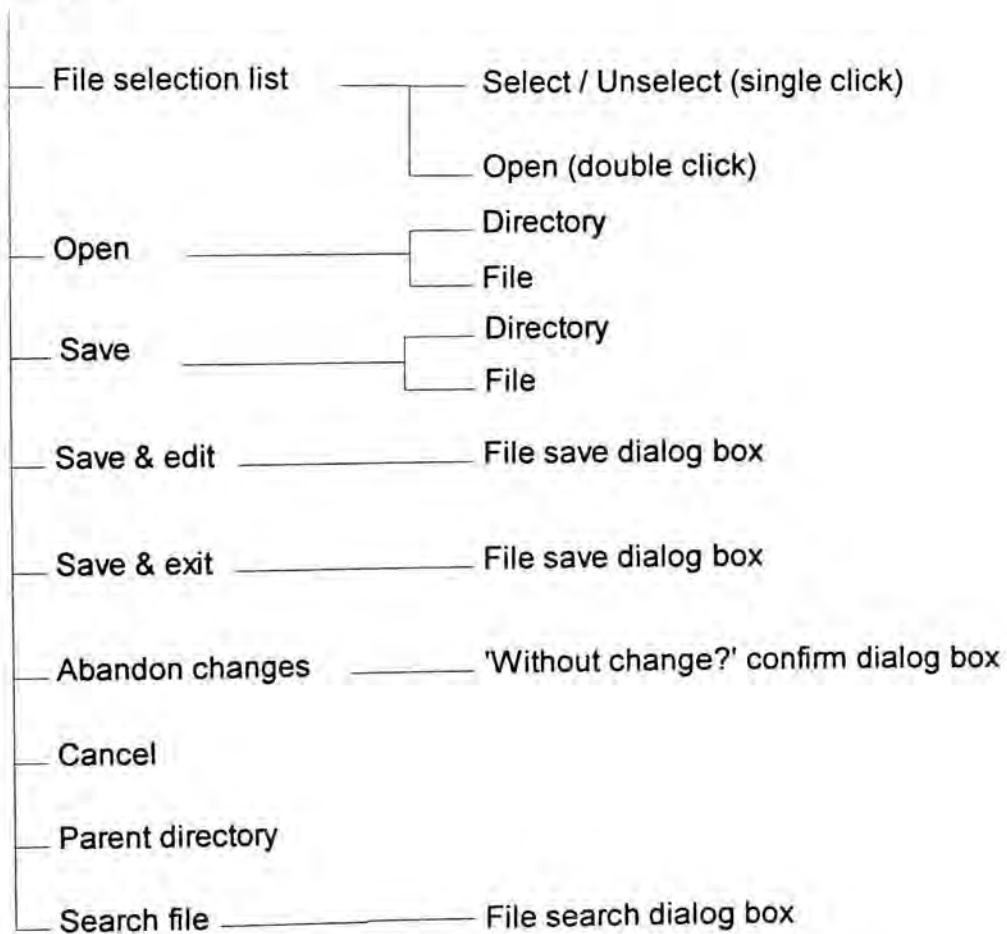 File selection list Select / Unselect (single click)
Open (double click)
Directory
Open
File
Directory
Save
File
Save & edit File save dialog box
Save & exit File save dialog box
Abandon changes 'Without change?' confirm dialog box
Cancel
Parent directory
Search file File search dialog box